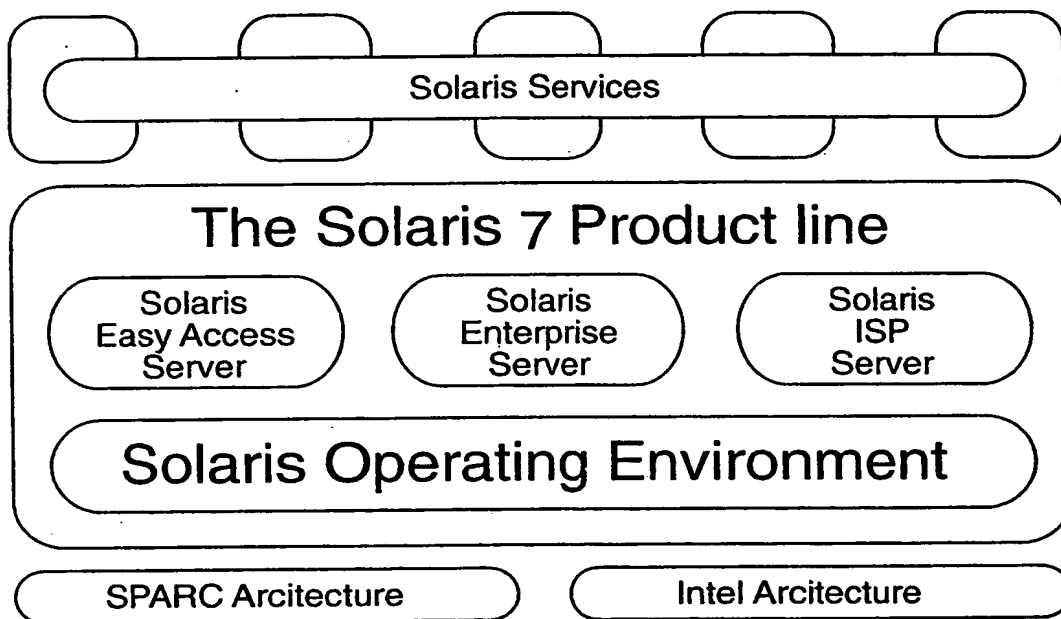 Solaris Services
The Solaris 7 Product line
Solaris
Easy Access
Server
Solaris
Enterprise
Server
Solaris
ISP
Server
Solaris Operating Environment
SPARC Arcitecture
Intel Arcitecture